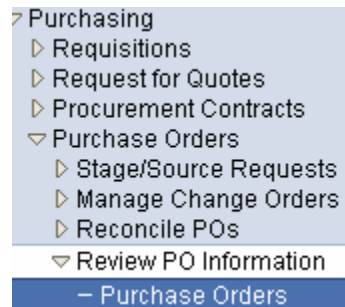 Purchasing
Requisitions
Request for Quotes
Procurement Contracts
Purchase Orders
Stage/Source Requests
Manage Change Orders
Reconcile POs
Review PO Information
– Purchase Orders